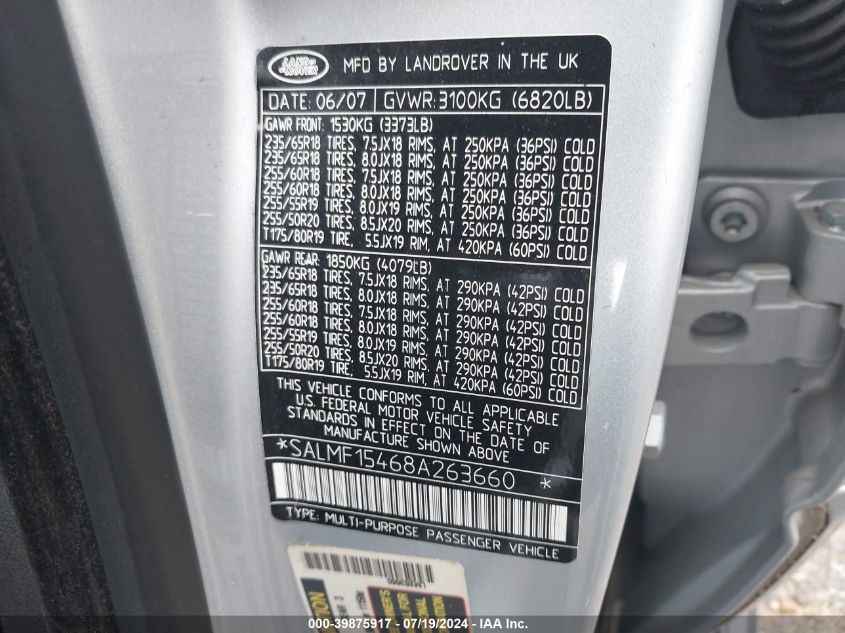 LAND ROVER
MFD BY LANDROVER IN THE UK
DATE: 06/07 GVWR:3100KG (6820LB)
GAWR FRONT: 1530KG (3373LB)
235/65R18 TIRES, 7.5JX18 RIMS, AT 250KPA (36PSI) COLD
235/65R18 TIRES, 8.0JX18 RIMS, AT 250KPA (36PSI) COLD
255/60R18 TIRES, 7.5JX18 RIMS, AT 250KPA (36PSI) COLD
255/60R18 TIRES, 8.0JX18 RIMS, AT 250KPA (36PSI) COLD
255/55R19 TIRES, 8.0JX19 RIMS, AT 250KPA (36PSI) COLD
255/50R20 TIRES, 8.5JX20 RIMS, AT 250KPA (36PSI) COLD
T175/80R19 TIRE, 5.5JX19 RIM, AT 420KPA (60PSI) COLD
GAWR REAR: 1850KG (4079LB)
235/65R18 TIRES, 7.5JX18 RIMS, AT 290KPA (42PSI) COLD
235/65R18 TIRES, 8.0JX18 RIMS, AT 290KPA (42PSI) COLD
255/60R18 TIRES, 7.5JX18 RIMS, AT 290KPA (42PSI) COLD
255/60R18 TIRES, 8.0JX18 RIMS, AT 290KPA (42PSI) COLD
255/55R19 TIRES, 8.0JX19 RIMS, AT 290KPA (42PSI) COLD
255/50R20 TIRES, 8.5JX20 RIMS, AT 290KPA (42PSI) COLD
T175/80R19 TIRE, 5.5JX19 RIM, AT 420KPA (60PSI) COLD
THIS VEHICLE CONFORMS TO ALL APPLICABLE
U.S. FEDERAL MOTOR VEHICLE SAFETY
STANDARDS IN EFFECT ON THE DATE OF
MANUFACTURE SHOWN ABOVE
*SALMF15468A263660 *
TYPE: MULTI-PURPOSE PASSENGER VEHICLE
000-39875917 - 07/19/2024 - IAAI.com